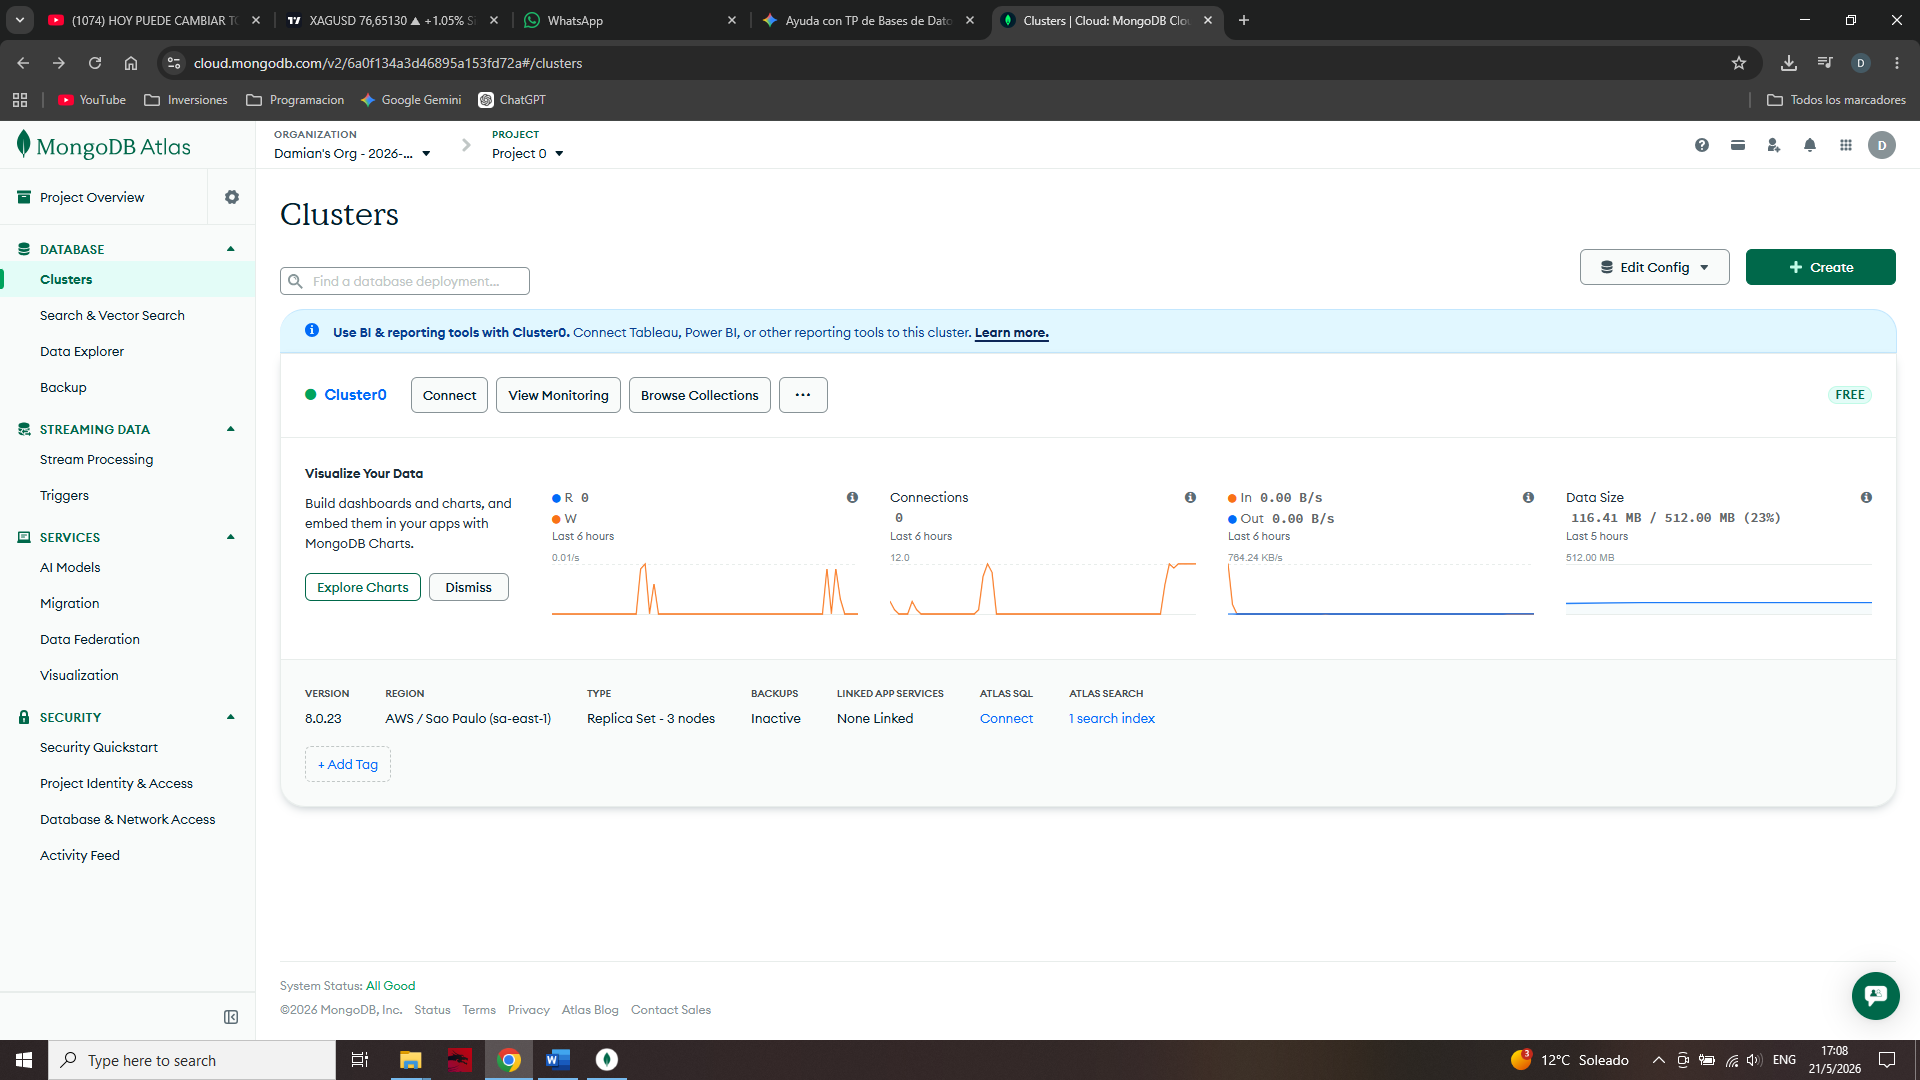 (1074) HOY PUEDE CAMBIAR TO
XAGUSD 76,65130 ▲ +1.05%
WhatsApp
Ayuda con TP de Bases de Dato
Clusters | Cloud: MongoDB Clou
cloud.mongodb.com/v2/6a0f134a3d46895a153fd72a#/clusters
D
YouTube
Inversiones
Programacion
Google Gemini
ChatGPT
Todos los marcadores
MongoDB Atlas
ORGANIZATION
Damian's Org - 2026-...
PROJECT
Project 0
D
Project Overview
DATABASE
Clusters
Search & Vector Search
Data Explorer
Backup
STREAMING DATA
Stream Processing
Triggers
SERVICES
AI Models
Migration
Data Federation
Visualization
SECURITY
Security Quickstart
Project Identity & Access
Database & Network Access
Activity Feed
Clusters
Find a database deployment...
Edit Config
+ Create
Use BI & reporting tools with Cluster0. Connect Tableau, Power BI, or other reporting tools to this cluster. Learn more.
Cluster0
Connect
View Monitoring
Browse Collections
...
FREE
Visualize Your Data
Build dashboards and charts, and
embed them in your apps with
MongoDB Charts.
Explore Charts
Dismiss
R 0
W
Last 6 hours
0.01/s
Connections
0
Last 6 hours
12.0
In 0.00 B/s
Out 0.00 B/s
Last 6 hours
764.24 KB/s
Data Size
116.41 MB / 512.00 MB (23%)
Last 5 hours
512.00 MB
VERSION
8.0.23
REGION
AWS / Sao Paulo (sa-east-1)
TYPE
Replica Set - 3 nodes
BACKUPS
Inactive
LINKED APP SERVICES
None Linked
ATLAS SQL
Connect
ATLAS SEARCH
1 search index
+ Add Tag
System Status: All Good
©2026 MongoDB, Inc. Status Terms Privacy Atlas Blog Contact Sales
Type here to search
3
12°C Soleado
ENG
17:08
21/5/2026